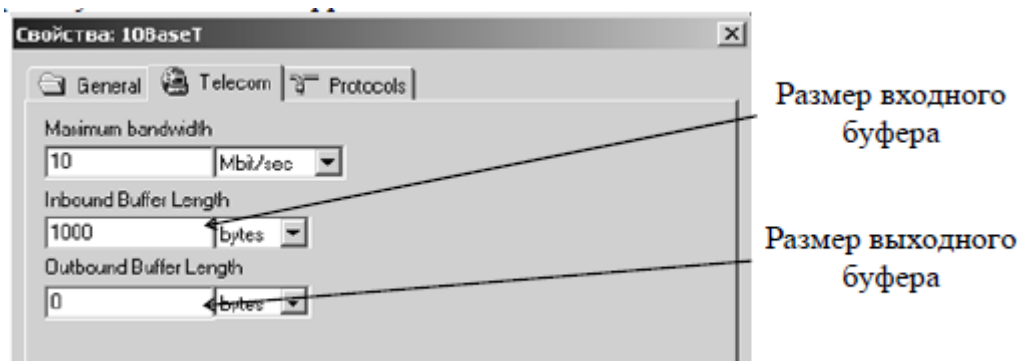 Свойства: 10BaseT
General Telecom Protocols
Maximum bandwidth
10 Mbit/sec
Inbound Buffer Length
1000 bytes
Outbound Buffer Length
0 bytes
Размер входного
буфера
Размер выходного
буфера